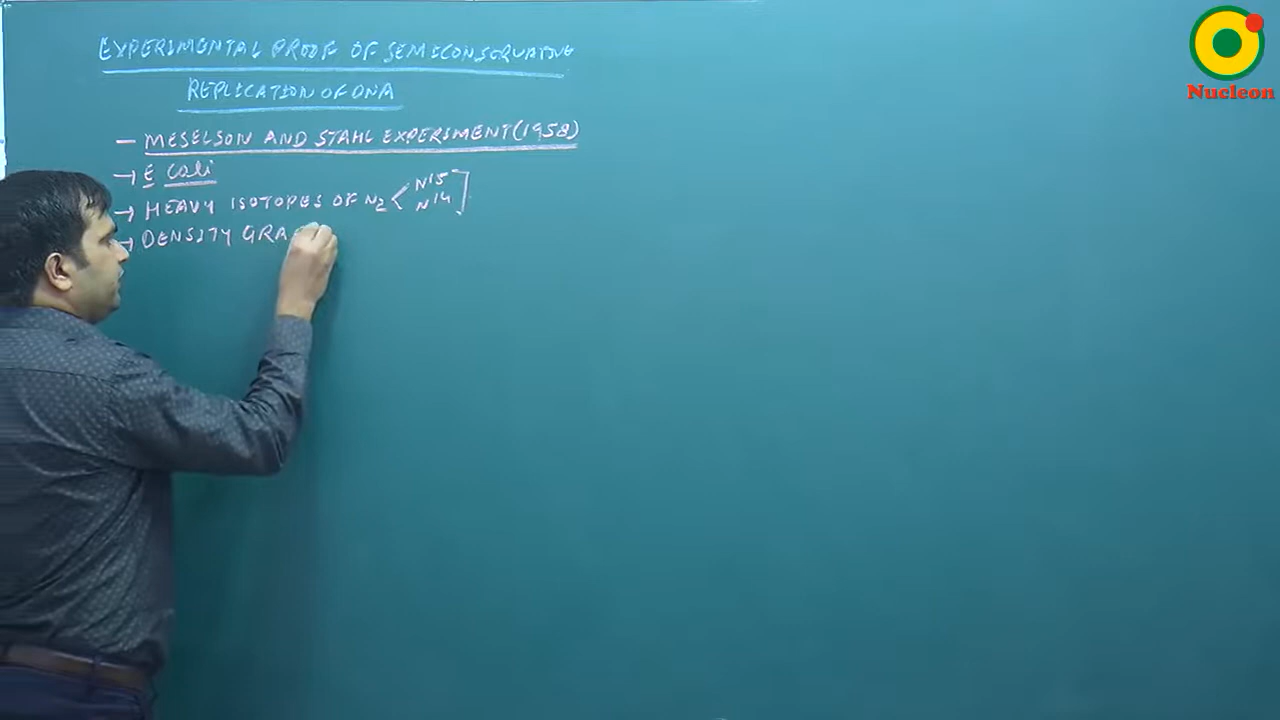 EXPERIMENTAL PROOF OF SEMICONSERVATIVE
REPLICATION OF DNA
- MESELSON AND STAHL EXPERIMENT (1958)
→ E coli
→ HEAVY ISOTOPES OF N2 < N15 N14 ]
→ DENSITY GRA
Nucleon